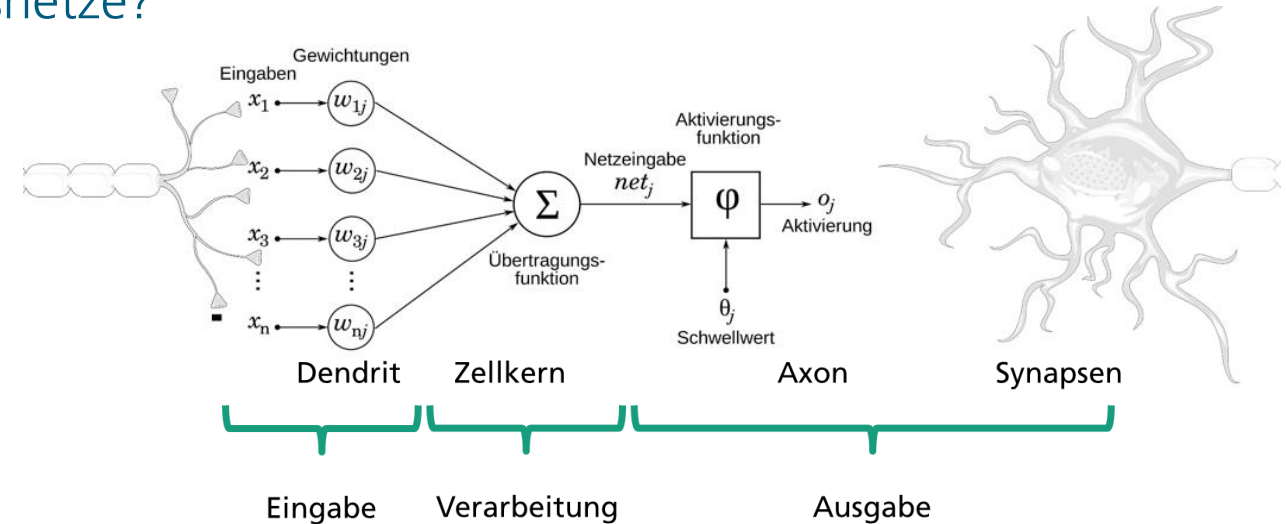 netze?
Gewichtungen
Eingaben
x₁ w₁ⱼ
Aktivierungs-
funktion
Netzeingabe
x₂ w₂ⱼ
netⱼ
Σ φ oⱼ
Aktivierung
x₃ w₃ⱼ
Übertragungs-
funktion
⋮ ⋮
θⱼ
xₙ wₙⱼ
Schwellwert
Dendrit Zellkern Axon Synapsen
Eingabe Verarbeitung Ausgabe